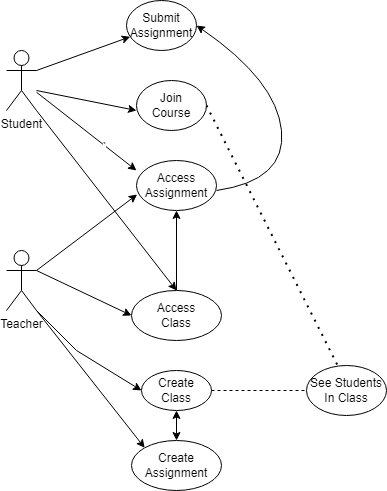 Submit
Assignment
Join
Course
Student
Access
Assignment
Access
Class
Teacher
Create
Class
See Students
In Class
Create
Assignment